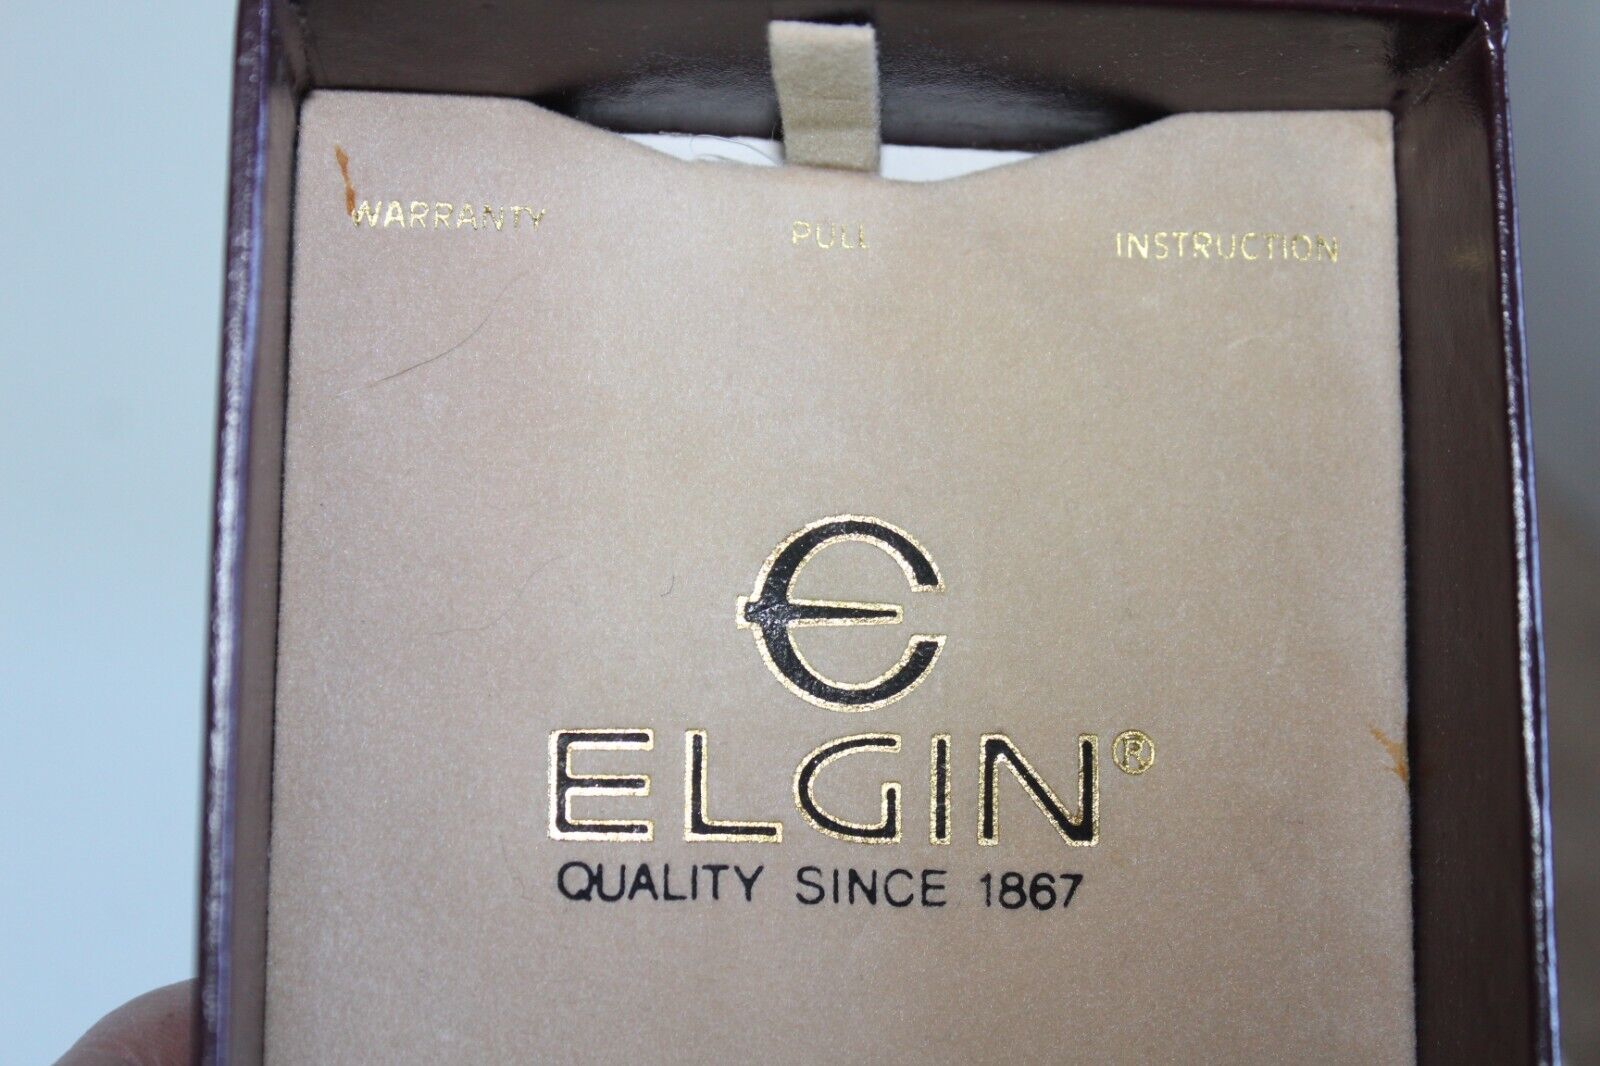 WARRANTY PULL INSTRUCTION
ELGIN®
QUALITY SINCE 1867